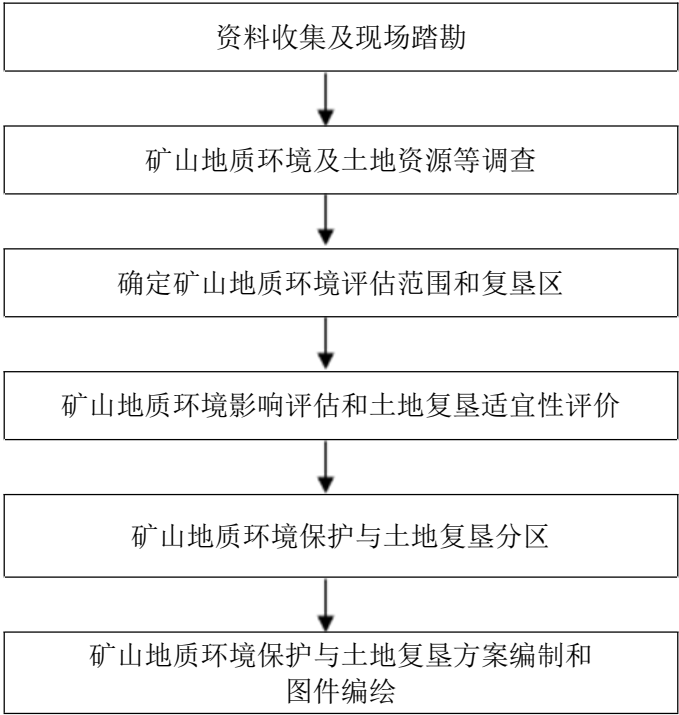 资料收集及现场踏勘
矿山地质环境及土地资源等调查
确定矿山地质环境评估范围和复垦区
矿山地质环境影响评估和土地复垦适宜性评价
矿山地质环境保护与土地复垦分区
矿山地质环境保护与土地复垦方案编制和
图件编绘